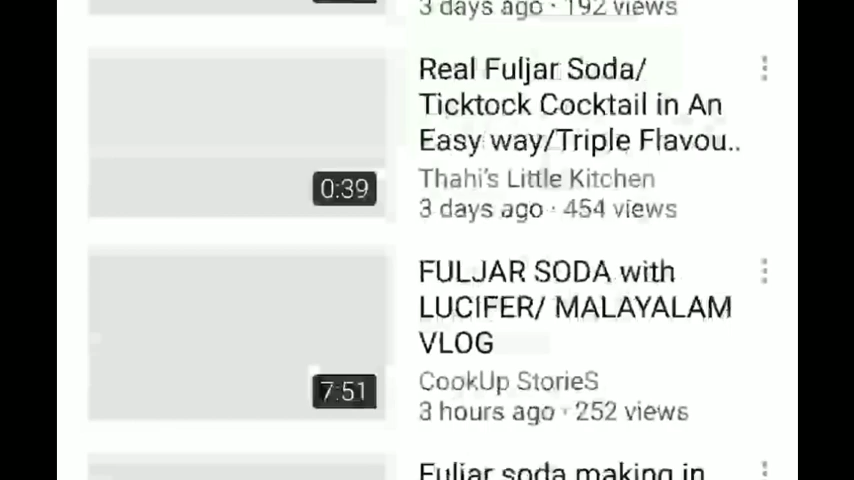 3 days ago · 192 views
Real Fuljar Soda/
Ticktock Cocktail in An
Easy way/Triple Flavou..
0:39
Thahi's Little Kitchen
3 days ago · 454 views
FULJAR SODA with
LUCIFER/ MALAYALAM
VLOG
7:51
CookUp StorieS
3 hours ago · 252 views
Fuljar soda making in